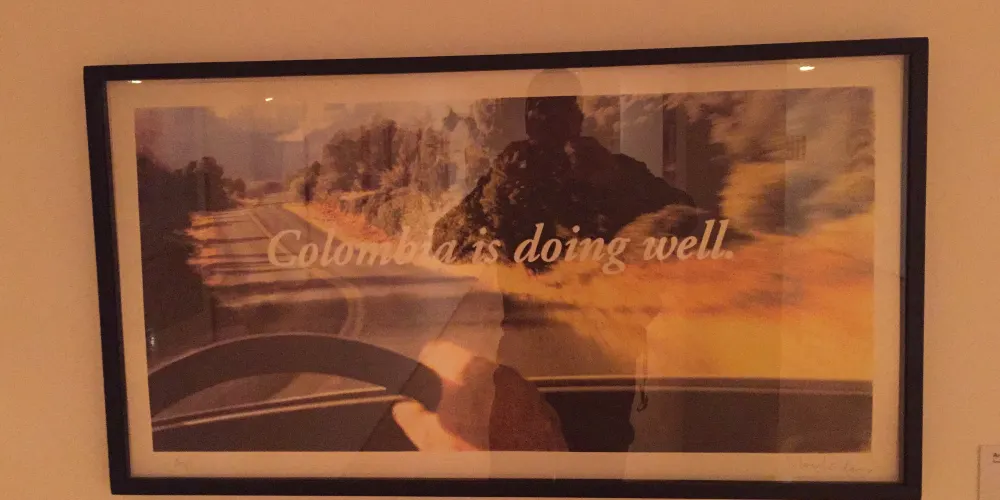 Colombia is doing well.